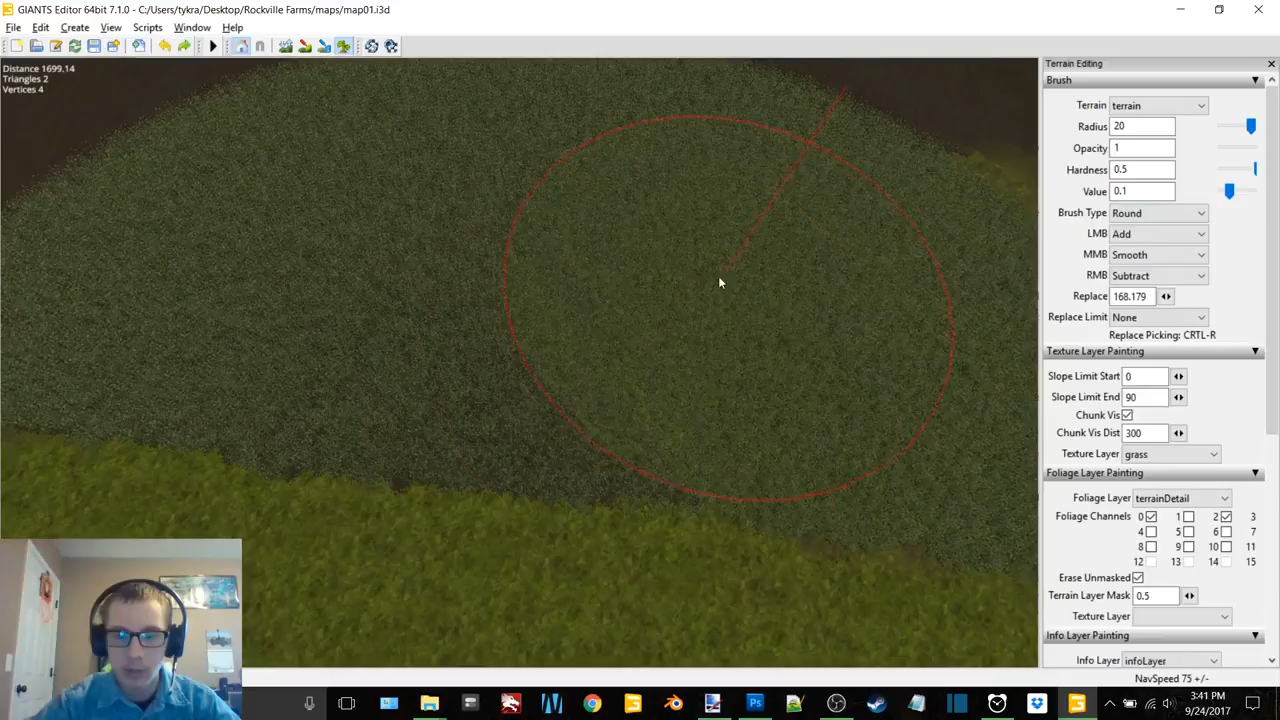 GIANTS Editor 64bit 7.1.0 - C:/Users/tykra/Desktop/Rockville Farms/maps/map01.i3d
File Edit Create View Scripts Window Help
Distance 1699.14
Triangles 2
Vertices 4
Terrain Editing
Brush
Terrain terrain
Radius 20
Opacity 1
Hardness 0.5
Value 0.1
Brush Type Round
LMB Add
MMB Smooth
RMB Subtract
Replace 168.179
Replace Limit None
Replace Picking: CRTL-R
Texture Layer Painting
Slope Limit Start 0
Slope Limit End 90
Chunk Vis
Chunk Vis Dist 300
Texture Layer grass
Foliage Layer Painting
Foliage Layer terrainDetail
Foliage Channels 0 1 2 3
4 5 6 7
8 9 10 11
12 13 14 15
Erase Unmasked
Terrain Layer Mask 0.5
Texture Layer
Info Layer Painting
Info Layer infoLayer
NavSpeed 75 +/-
3:41 PM
9/24/2017